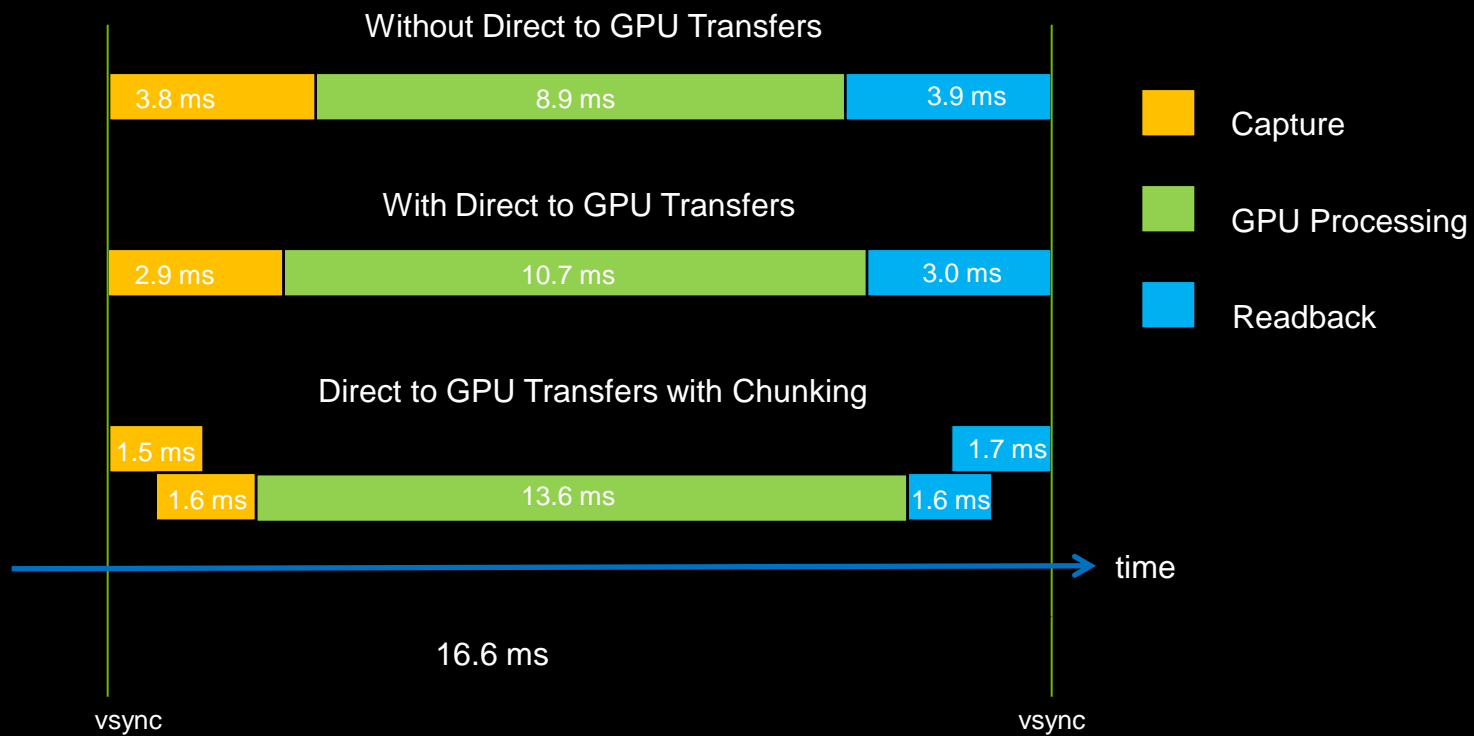 Without Direct to GPU Transfers
3.8 ms
8.9 ms
3.9 ms
Capture
With Direct to GPU Transfers
GPU Processing
2.9 ms
10.7 ms
3.0 ms
Readback
Direct to GPU Transfers with Chunking
1.5 ms
1.7 ms
1.6 ms
13.6 ms
1.6 ms
time
16.6 ms
vsync
vsync